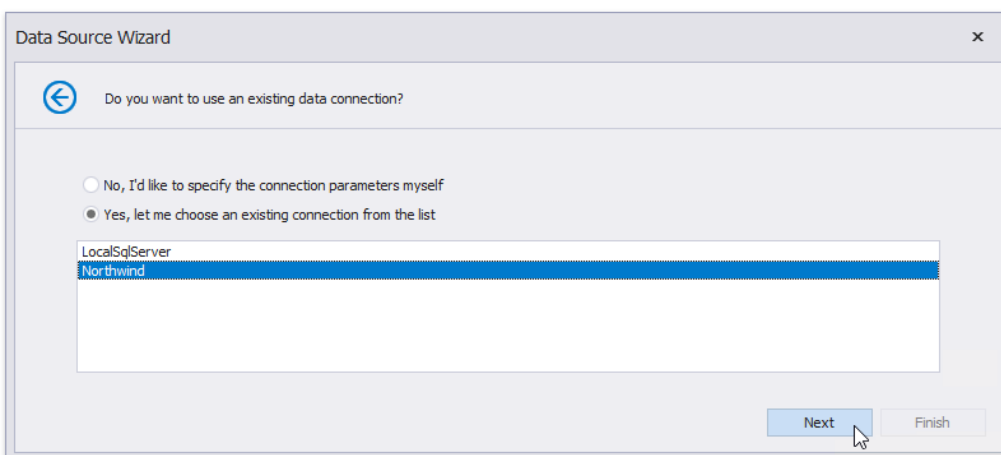 Data Source Wizard
Do you want to use an existing data connection?
No, I'd like to specify the connection parameters myself
Yes, let me choose an existing connection from the list
LocalSqlServer
Northwind
Next Finish